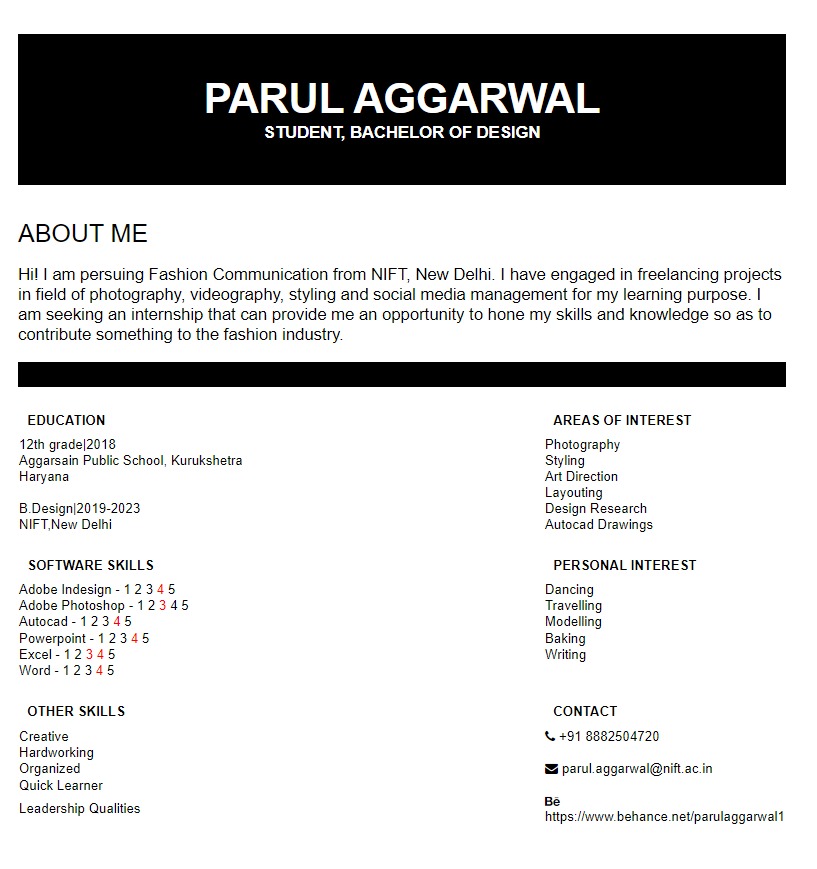 PARUL AGGARWAL
STUDENT, BACHELOR OF DESIGN
ABOUT ME
Hi! I am persuing Fashion Communication from NIFT, New Delhi. I have engaged in freelancing projects
in field of photography, videography, styling and social media management for my learning purpose. I
am seeking an internship that can provide me an opportunity to hone my skills and knowledge so as to
contribute something to the fashion industry.
EDUCATION
12th grade|2018
Aggarsain Public School, Kurukshetra
Haryana
B.Design|2019-2023
NIFT,New Delhi
SOFTWARE SKILLS
Adobe Indesign - 1 2 3 4 5
Adobe Photoshop - 1 2 3 4 5
Autocad - 1 2 3 4 5
Powerpoint - 1 2 3 4 5
Excel - 1 2 3 4 5
Word - 1 2 3 4 5
OTHER SKILLS
Creative
Hardworking
Organized
Quick Learner
Leadership Qualities
AREAS OF INTEREST
Photography
Styling
Art Direction
Layouting
Design Research
Autocad Drawings
PERSONAL INTEREST
Dancing
Travelling
Modelling
Baking
Writing
CONTACT
+91 8882504720
parul.aggarwal@nift.ac.in
Bē
https://www.behance.net/parulaggarwal1